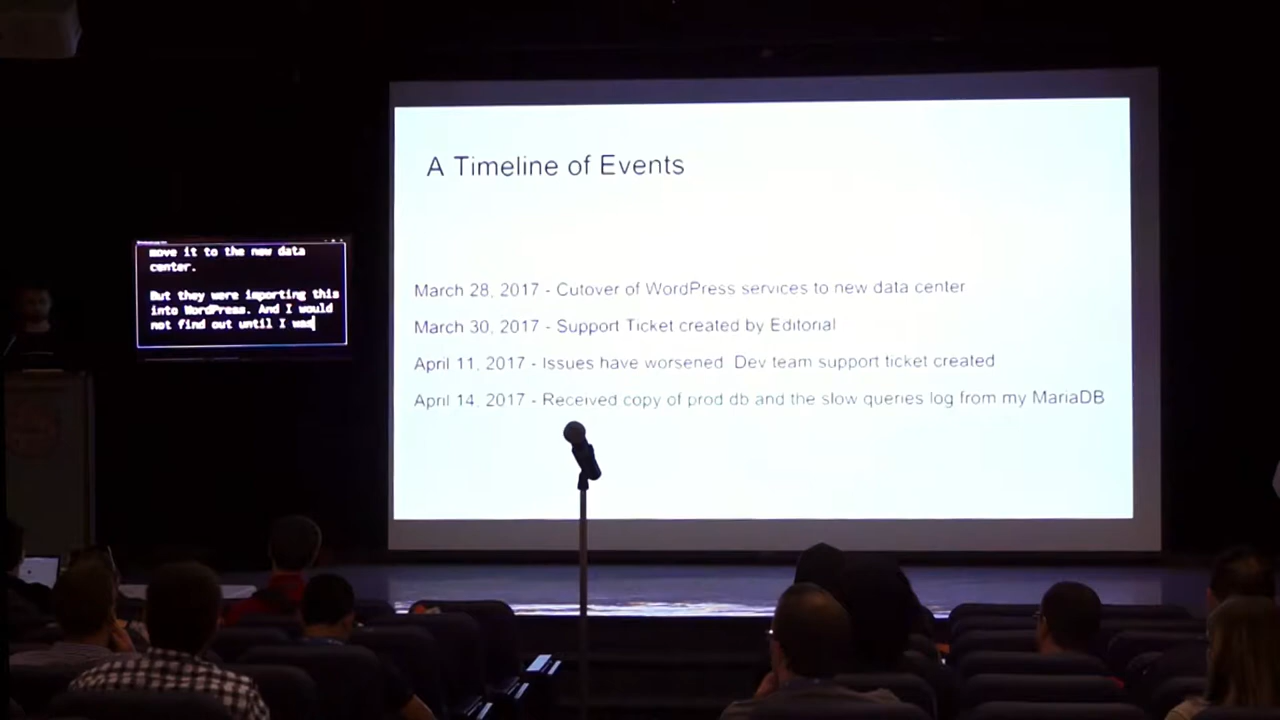 A Timeline of Events
March 28, 2017 - Cutover of WordPress services to new data center
March 30, 2017 - Support Ticket created by Editorial
April 11, 2017 - Issues have worsened Dev team support ticket created
April 14, 2017 - Received copy of prod db and the slow queries log from my MariaDB
move it to the new data
center.
But they were importing this
into WordPress. And I would
not find out until I was